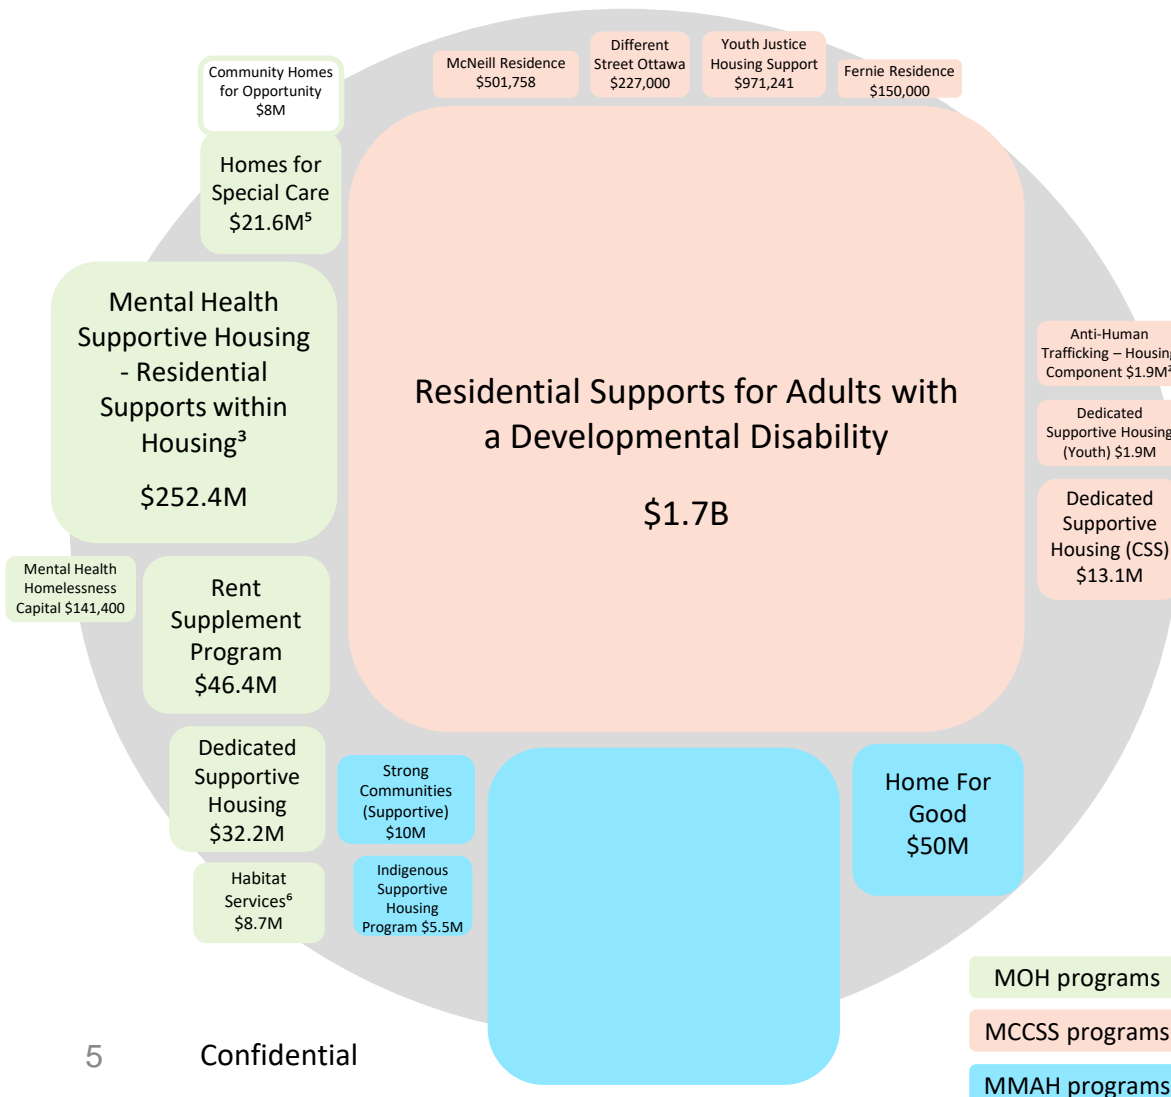 Community Homes
for Opportunity
$8M
McNeill Residence
$501,758
Different
Street Ottawa
$227,000
Youth Justice
Housing Support
$971,241
Fernie Residence
$150,000
Homes for
Special Care
$21.6M⁵
Mental Health
Supportive Housing
- Residential
Supports within
Housing³
$252.4M
Residential Supports for Adults with
a Developmental Disability
$1.7B
Anti-Human
Trafficking – Housing
Component $1.9M²
Dedicated
Supportive Housing
(Youth) $1.9M
Dedicated
Supportive
Housing (CSS)
$13.1M
Mental Health
Homelessness
Capital $141,400
Rent
Supplement
Program
$46.4M
Dedicated
Supportive
Housing
$32.2M
Strong
Communities
(Supportive)
$10M
Home For
Good
$50M
Habitat
Services⁶
$8.7M
Indigenous
Supportive
Housing
Program $5.5M
MOH programs
MCCSS programs
MMAH programs
5
Confidential